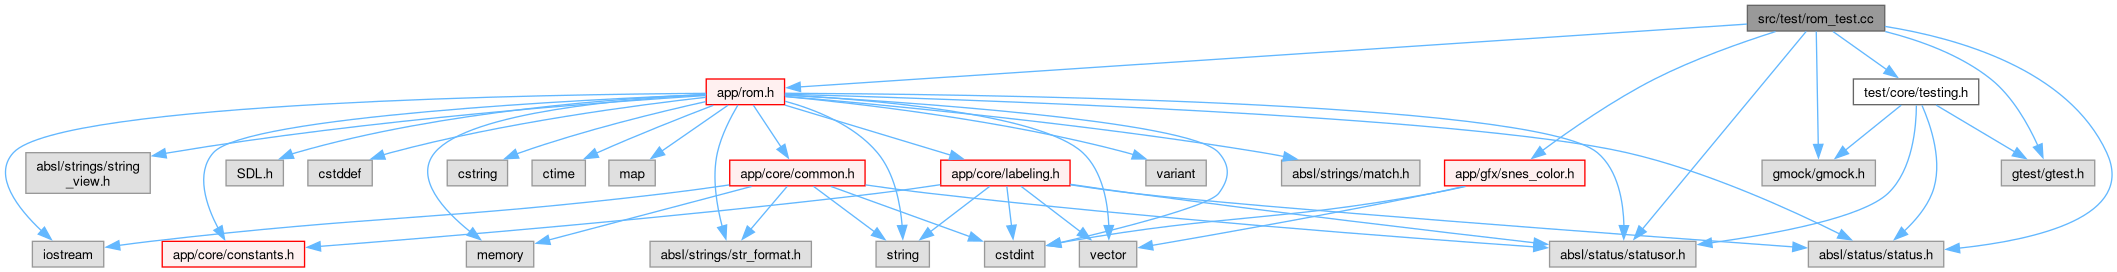 src/test/rom_test.cc
app/rom.h
test/core/testing.h
absl/strings/string
_view.h
SDL.h
cstddef
cstring
ctime
map
app/core/common.h
app/core/labeling.h
variant
absl/strings/match.h
app/gfx/snes_color.h
gmock/gmock.h
gtest/gtest.h
iostream
app/core/constants.h
memory
absl/strings/str_format.h
string
cstdint
vector
absl/status/statusor.h
absl/status/status.h